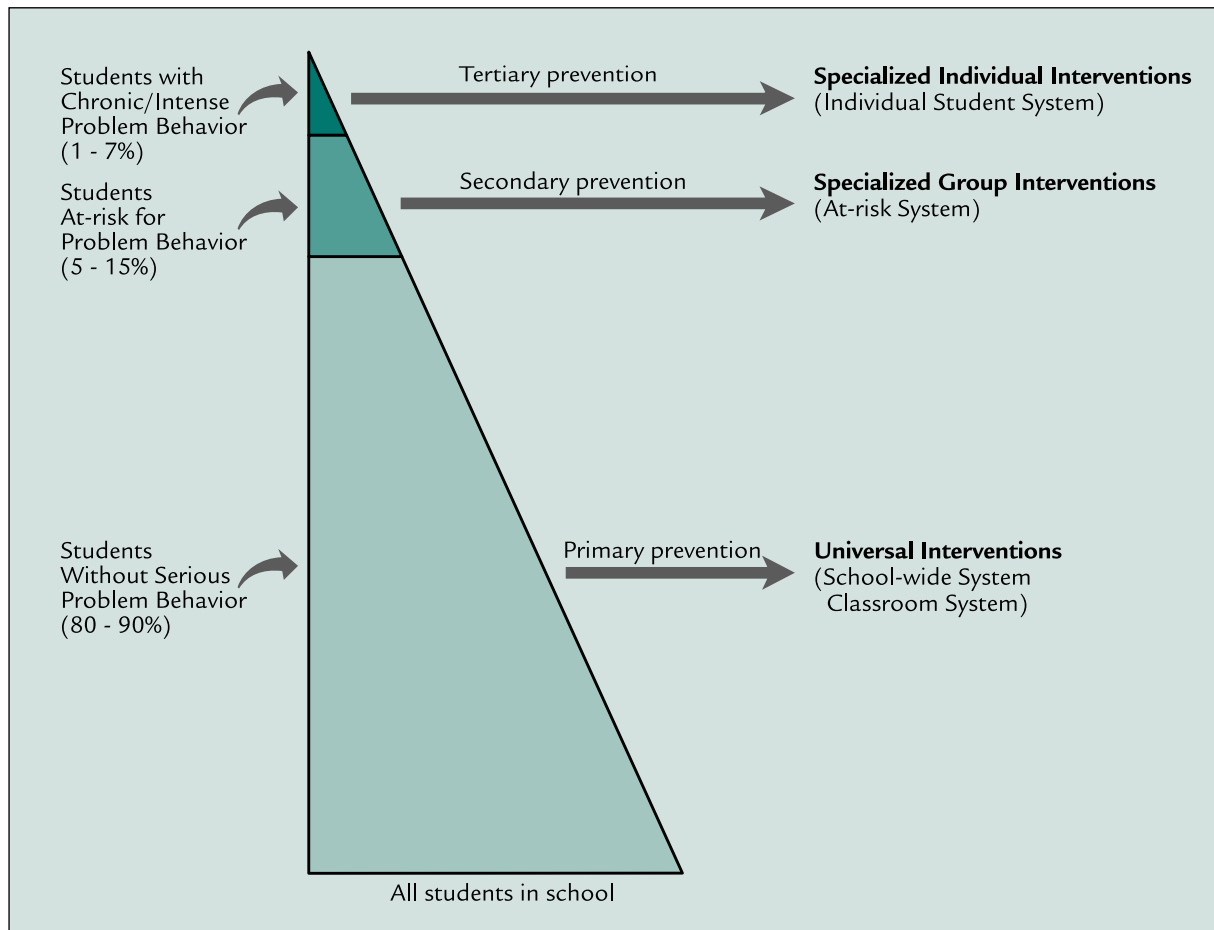 Students with
Chronic/Intense
Problem Behavior
(1 - 7%)
Tertiary prevention
Specialized Individual Interventions
(Individual Student System)
Students
At-risk for
Problem Behavior
(5 - 15%)
Secondary prevention
Specialized Group Interventions
(At-risk System)
Students
Without Serious
Problem Behavior
(80 - 90%)
Primary prevention
Universal Interventions
(School-wide System
Classroom System)
All students in school